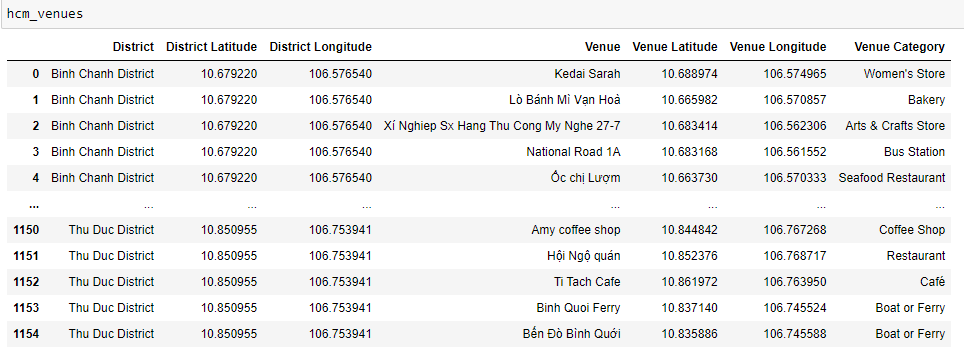 hcm_venues
District District Latitude District Longitude Venue Venue Latitude Venue Longitude Venue Category
0 Binh Chanh District 10.679220 106.576540 Kedai Sarah 10.688974 106.574965 Women's Store
1 Binh Chanh District 10.679220 106.576540 Lò Bánh Mì Vạn Hoà 10.665982 106.570857 Bakery
2 Binh Chanh District 10.679220 106.576540 Xí Nghiep Sx Hang Thu Cong My Nghe 27-7 10.683414 106.562306 Arts & Crafts Store
3 Binh Chanh District 10.679220 106.576540 National Road 1A 10.683168 106.561552 Bus Station
4 Binh Chanh District 10.679220 106.576540 Ốc chị Lượm 10.663730 106.570333 Seafood Restaurant
... ... ... ... ... ... ... ...
1150 Thu Duc District 10.850955 106.753941 Amy coffee shop 10.844842 106.767268 Coffee Shop
1151 Thu Duc District 10.850955 106.753941 Hội Ngộ quán 10.852376 106.768717 Restaurant
1152 Thu Duc District 10.850955 106.753941 Ti Tach Cafe 10.861972 106.763950 Café
1153 Thu Duc District 10.850955 106.753941 Binh Quoi Ferry 10.837140 106.745524 Boat or Ferry
1154 Thu Duc District 10.850955 106.753941 Bến Đò Bình Quới 10.835886 106.745588 Boat or Ferry